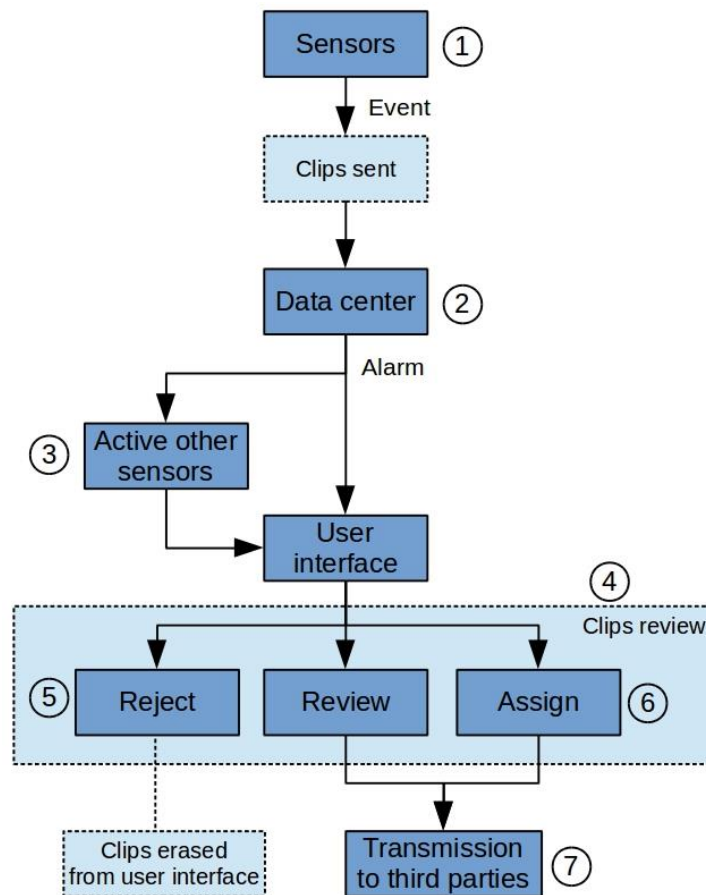 Sensors
1
Event
Clips sent
Data center
2
Alarm
3
Active other
sensors
User
interface
4
Clips review
5
Reject
Review
Assign
6
Clips erased
from user interface
Transmission
to third parties
7